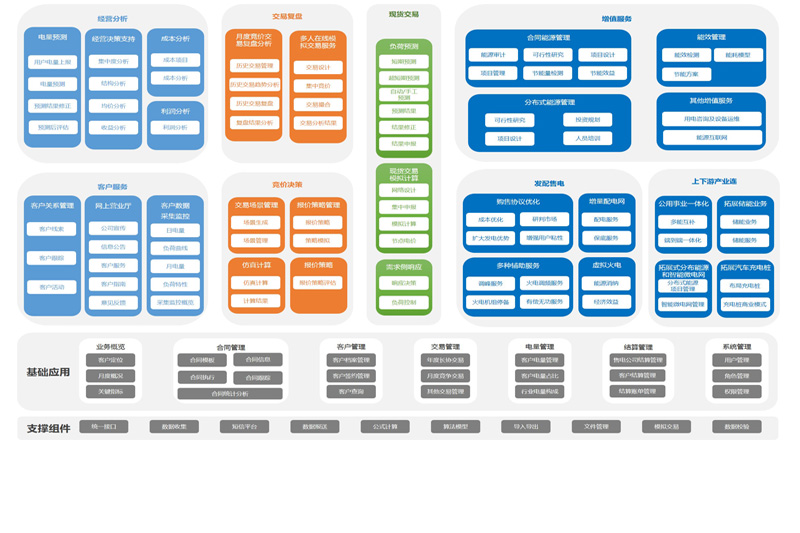 经营分析
电量预测
用户电量上报
电量预测
预测结果修正
预测后评估
经营决策支持
集中度分析
结构分析
均价分析
收益分析
成本分析
成本项目
成本分析
利润分析
利润分析
交易复盘
月度竞价交
易复盘分析
历史交易管理
历史交易趋势分析
历史交易复盘
复盘结果分析
多人在线模
拟交易服务
交易设计
集中竞价
交易撮合
交易分析结果
现货交易
负荷预测
短期预测
超短期预测
自动/手工
预测
预测结果
结果修正
结果申报
现货交易
模拟计算
网络设计
集中申报
模拟计算
节点电价
需求侧响应
响应决策
负荷控制
增值服务
合同能源管理
能源审计
可行性研究
项目设计
项目管理
节能量检测
节能效益
能效管理
能效检测
能耗模型
节能方案
分布式能源管理
可行性研究
投资规划
项目设计
人员培训
其他增值服务
用电咨询及设备运维
能源互联网
客户服务
客户关系管理
客户线索
客户跟踪
客户活动
网上营业厅
公司宣传
信息公告
客户服务
客户指南
意见反馈
客户数据
采集监控
日电量
负荷曲线
月电量
负荷特性
采集监控概览
竞价决策
交易场景管理
场景生成
场景管理
报价策略管理
报价策略
策略模拟
仿真计算
仿真计算
计算结果
报价策略
报价策略评估
发配售电
购售协议优化
成本优化
研判市场
扩大发电优势
增强用户粘性
增量配电网
配电服务
保底服务
多种辅助服务
调峰服务
火电调频服务
火电机组停备
有偿无功服务
虚拟火电
能源消纳
经济效益
上下游产业连
公用事业一体化
多能互补
端到端一体化
拓展储能业务
储能业务
储能服务
拓展式分布能源
和智能微电网
分布式能源
项目管理
智能微电网管理
拓展汽车充电桩
布局充电桩
充电桩商业模式
基础应用
业务概览
客户定位
月度概况
关键指标
合同管理
合同模板
合同信息
合同执行
合同跟踪
合同统计分析
客户管理
客户档案管理
客户签约管理
客户查询
交易管理
年度长协交易
月度竞争交易
其他交易管理
电量管理
客户电量管理
客户电量占比
行业电量构成
结算管理
售电公司结算管理
客户结算管理
结算账单管理
系统管理
用户管理
角色管理
权限管理
支撑组件
统一接口
数据收集
短信平台
数据报送
公式计算
算法模型
导入导出
文件管理
模拟交易
数据校验